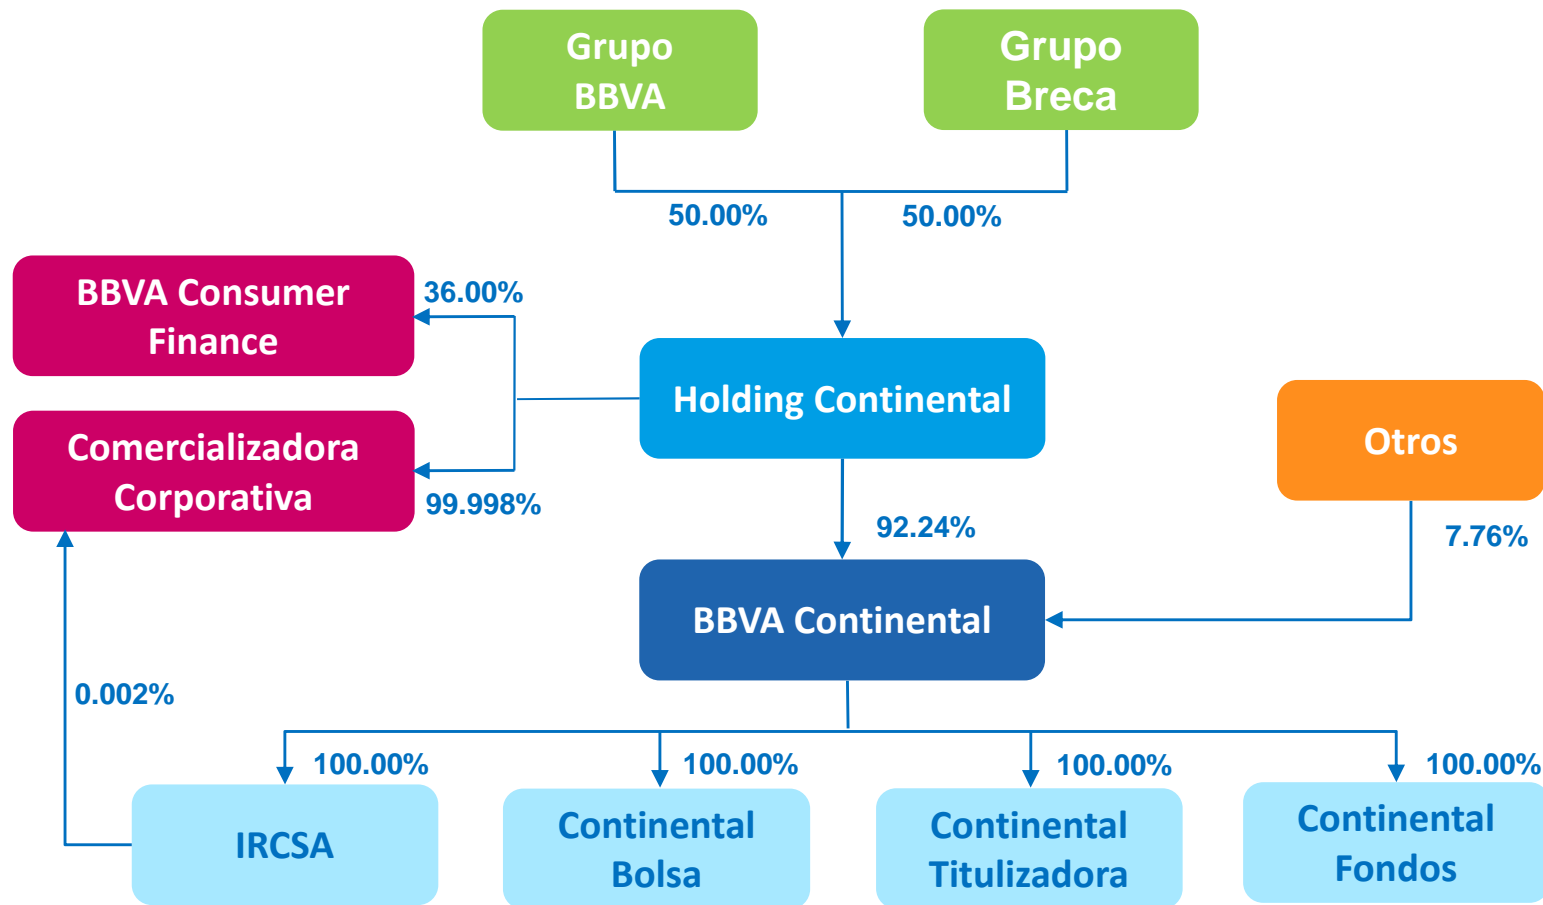 Grupo
BBVA
Grupo
Breca
50.00%
50.00%
BBVA Consumer
Finance
36.00%
Holding Continental
Comercializadora
Corporativa
99.998%
Otros
92.24%
7.76%
BBVA Continental
0.002%
100.00%
100.00%
100.00%
100.00%
IRCSA
Continental
Bolsa
Continental
Titulizadora
Continental
Fondos